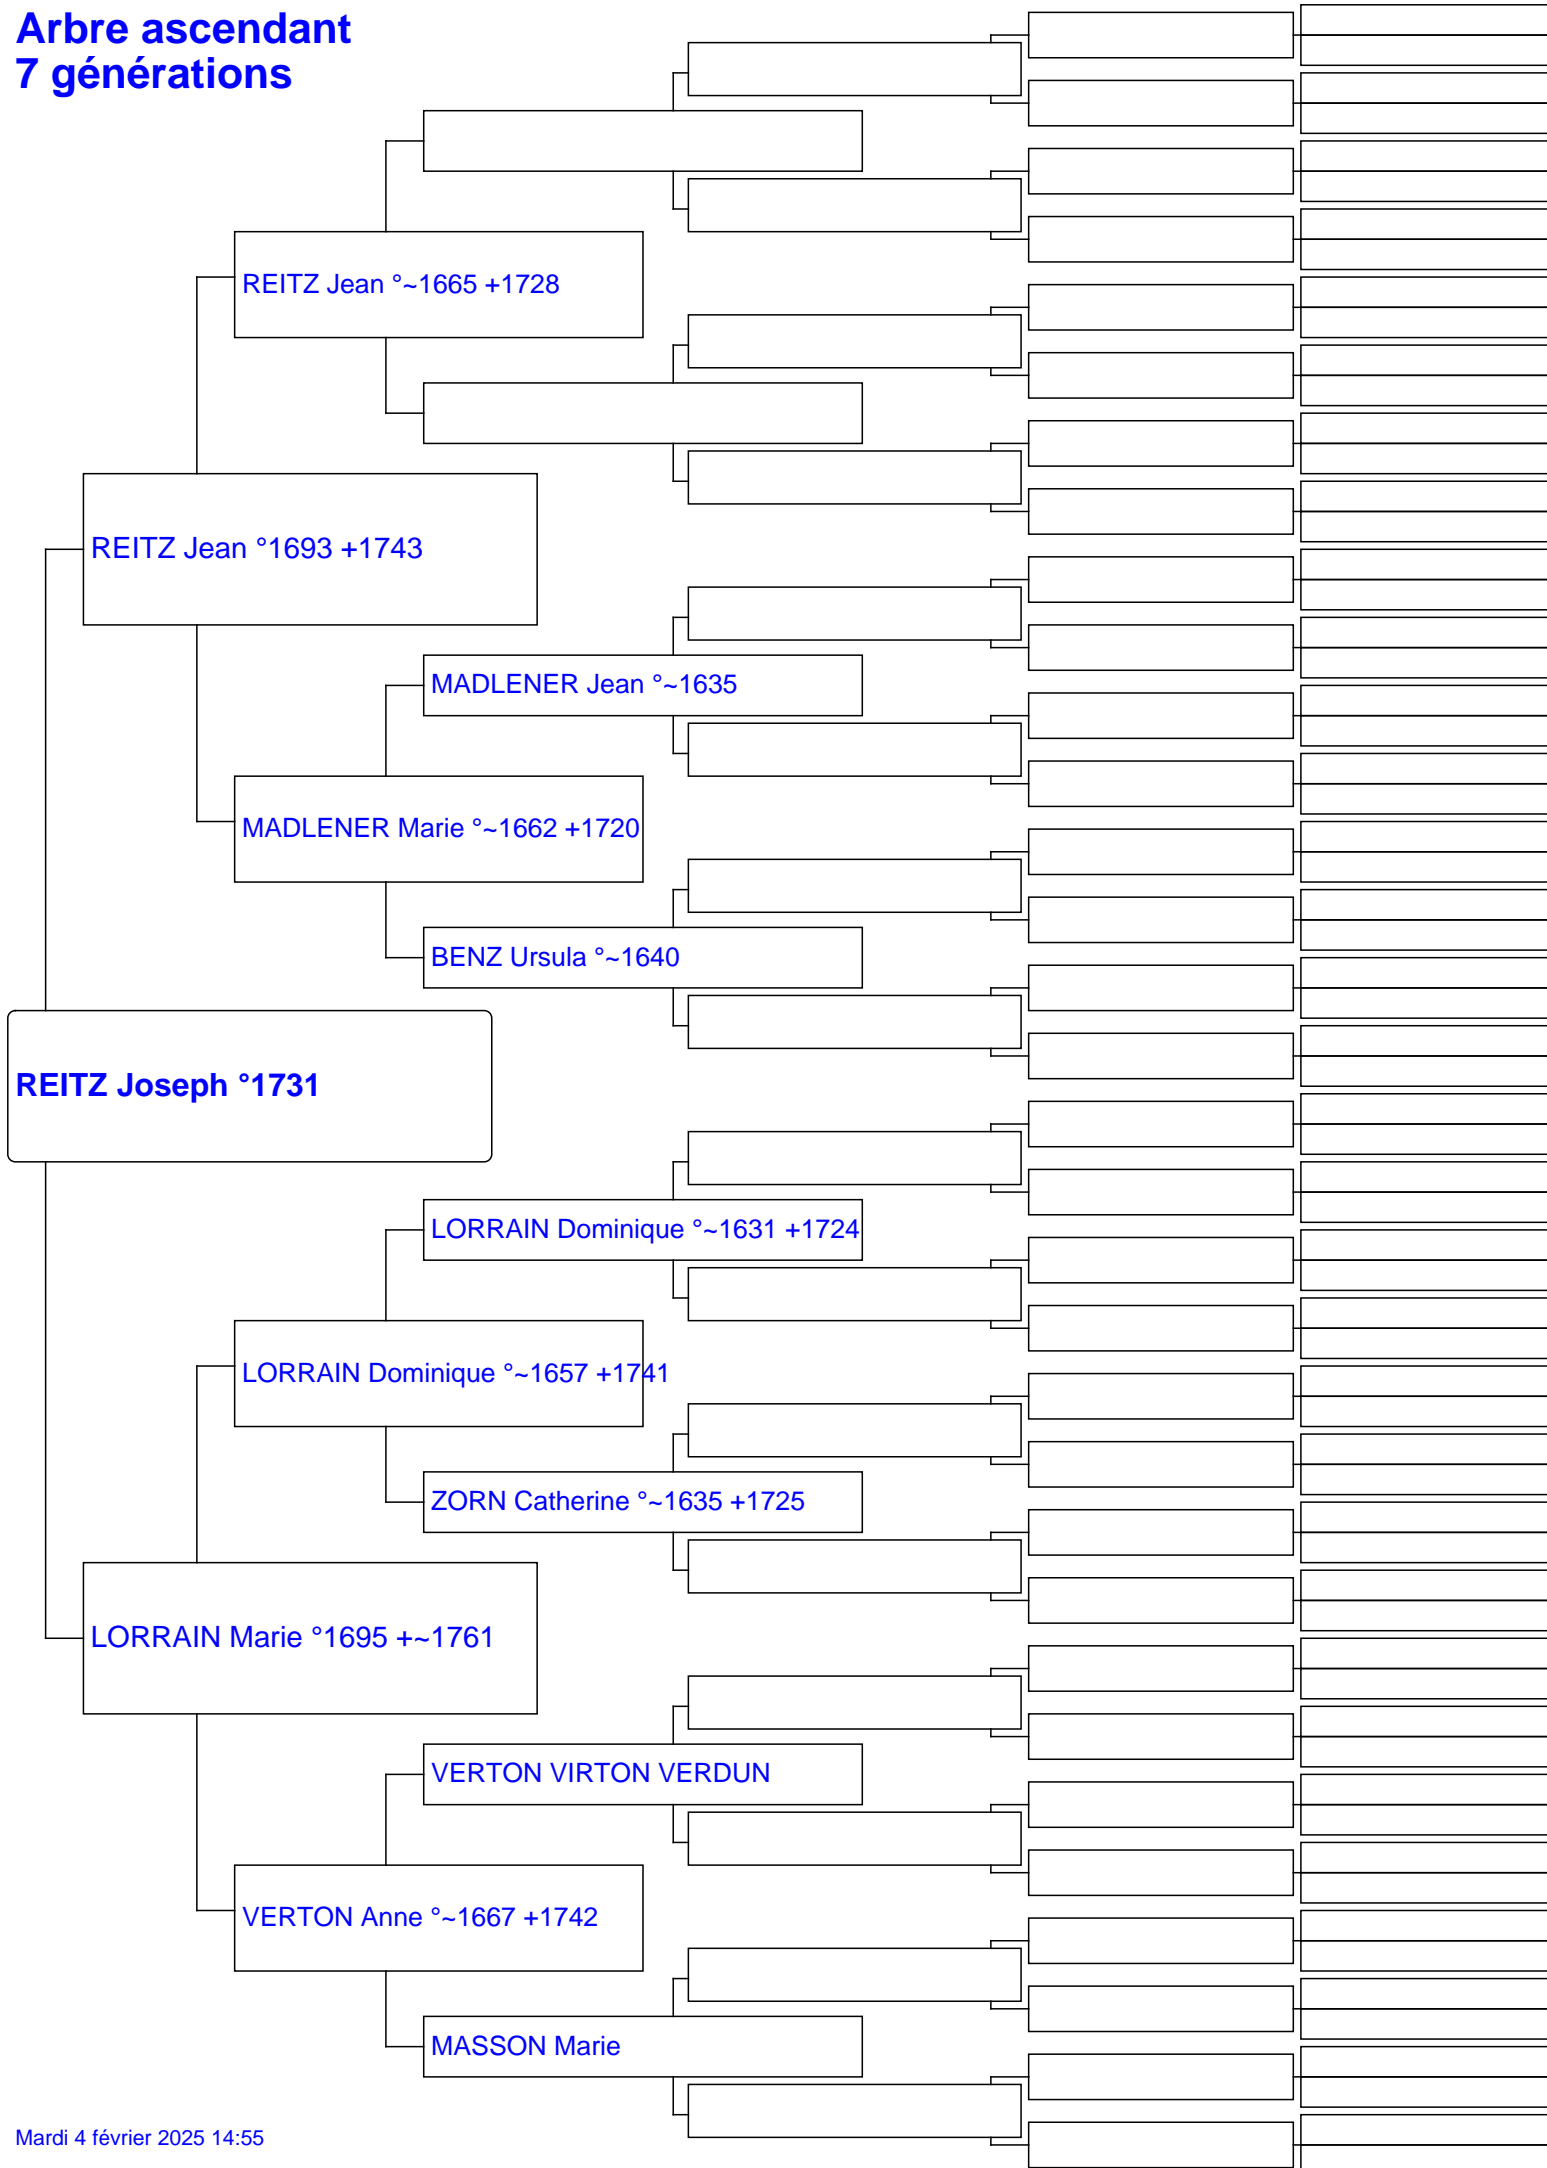 Arbre ascendant
7 générations
REITZ Jean °~1665 +1728
REITZ Jean °1693 +1743
MADLENER Jean °~1635
MADLENER Marie °~1662 +1720
BENZ Ursula °~1640
REITZ Joseph °1731
LORRAIN Dominique °~1631 +1724
LORRAIN Dominique °~1657 +1741
ZORN Catherine °~1635 +1725
LORRAIN Marie °1695 +~1761
VERTON VIRTON VERDUN
VERTON Anne °~1667 +1742
MASSON Marie
Mardi 4 février 2025 14:55